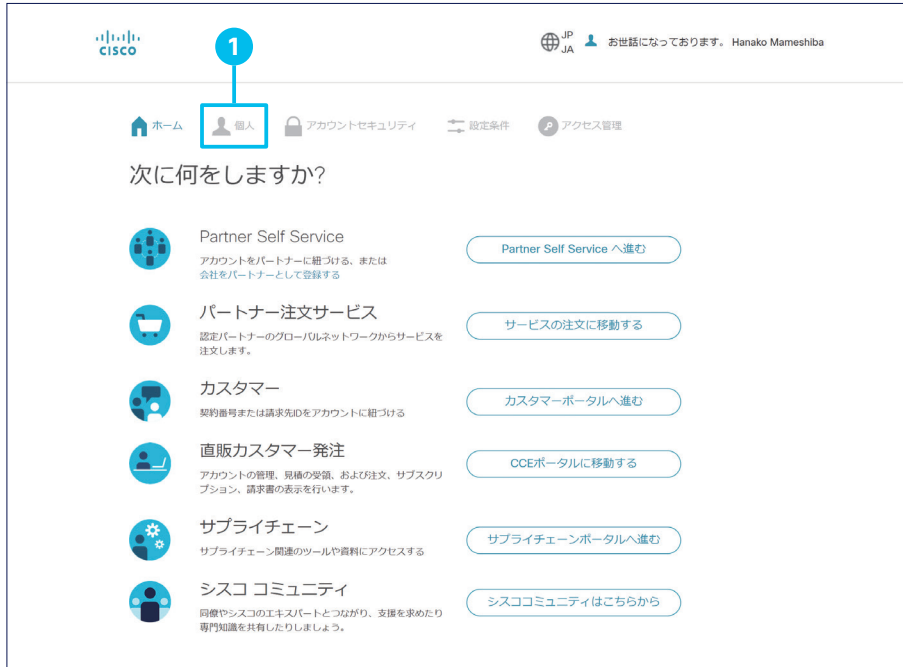 CISCO
1
JP
JA
お世話になっております。 Hanako Mameshiba
ホーム 個人 アカウントセキュリティ 設定条件 アクセス管理
次に何をしますか?
Partner Self Service
アカウントをパートナーに紐づける、または
会社をパートナーとして登録する
Partner Self Service へ進む
パートナー注文サービス
認定パートナーのグローバルネットワークからサービスを
注文します。
サービスの注文に移動する
カスタマー
契約番号または請求先IDをアカウントに紐づける
カスタマーポータルへ進む
直販カスタマー発注
アカウントの管理、見積の受領、および注文、サブスクリ
プション、請求書の表示を行います。
CCEポータルに移動する
サプライチェーン
サプライチェーン関連のツールや資料にアクセスする
サプライチェーンポータルへ進む
シスコ コミュニティ
同僚やシスコのエキスパートとつながり、支援を求めたり
専門知識を共有したりしましょう。
シスココミュニティはこちらから